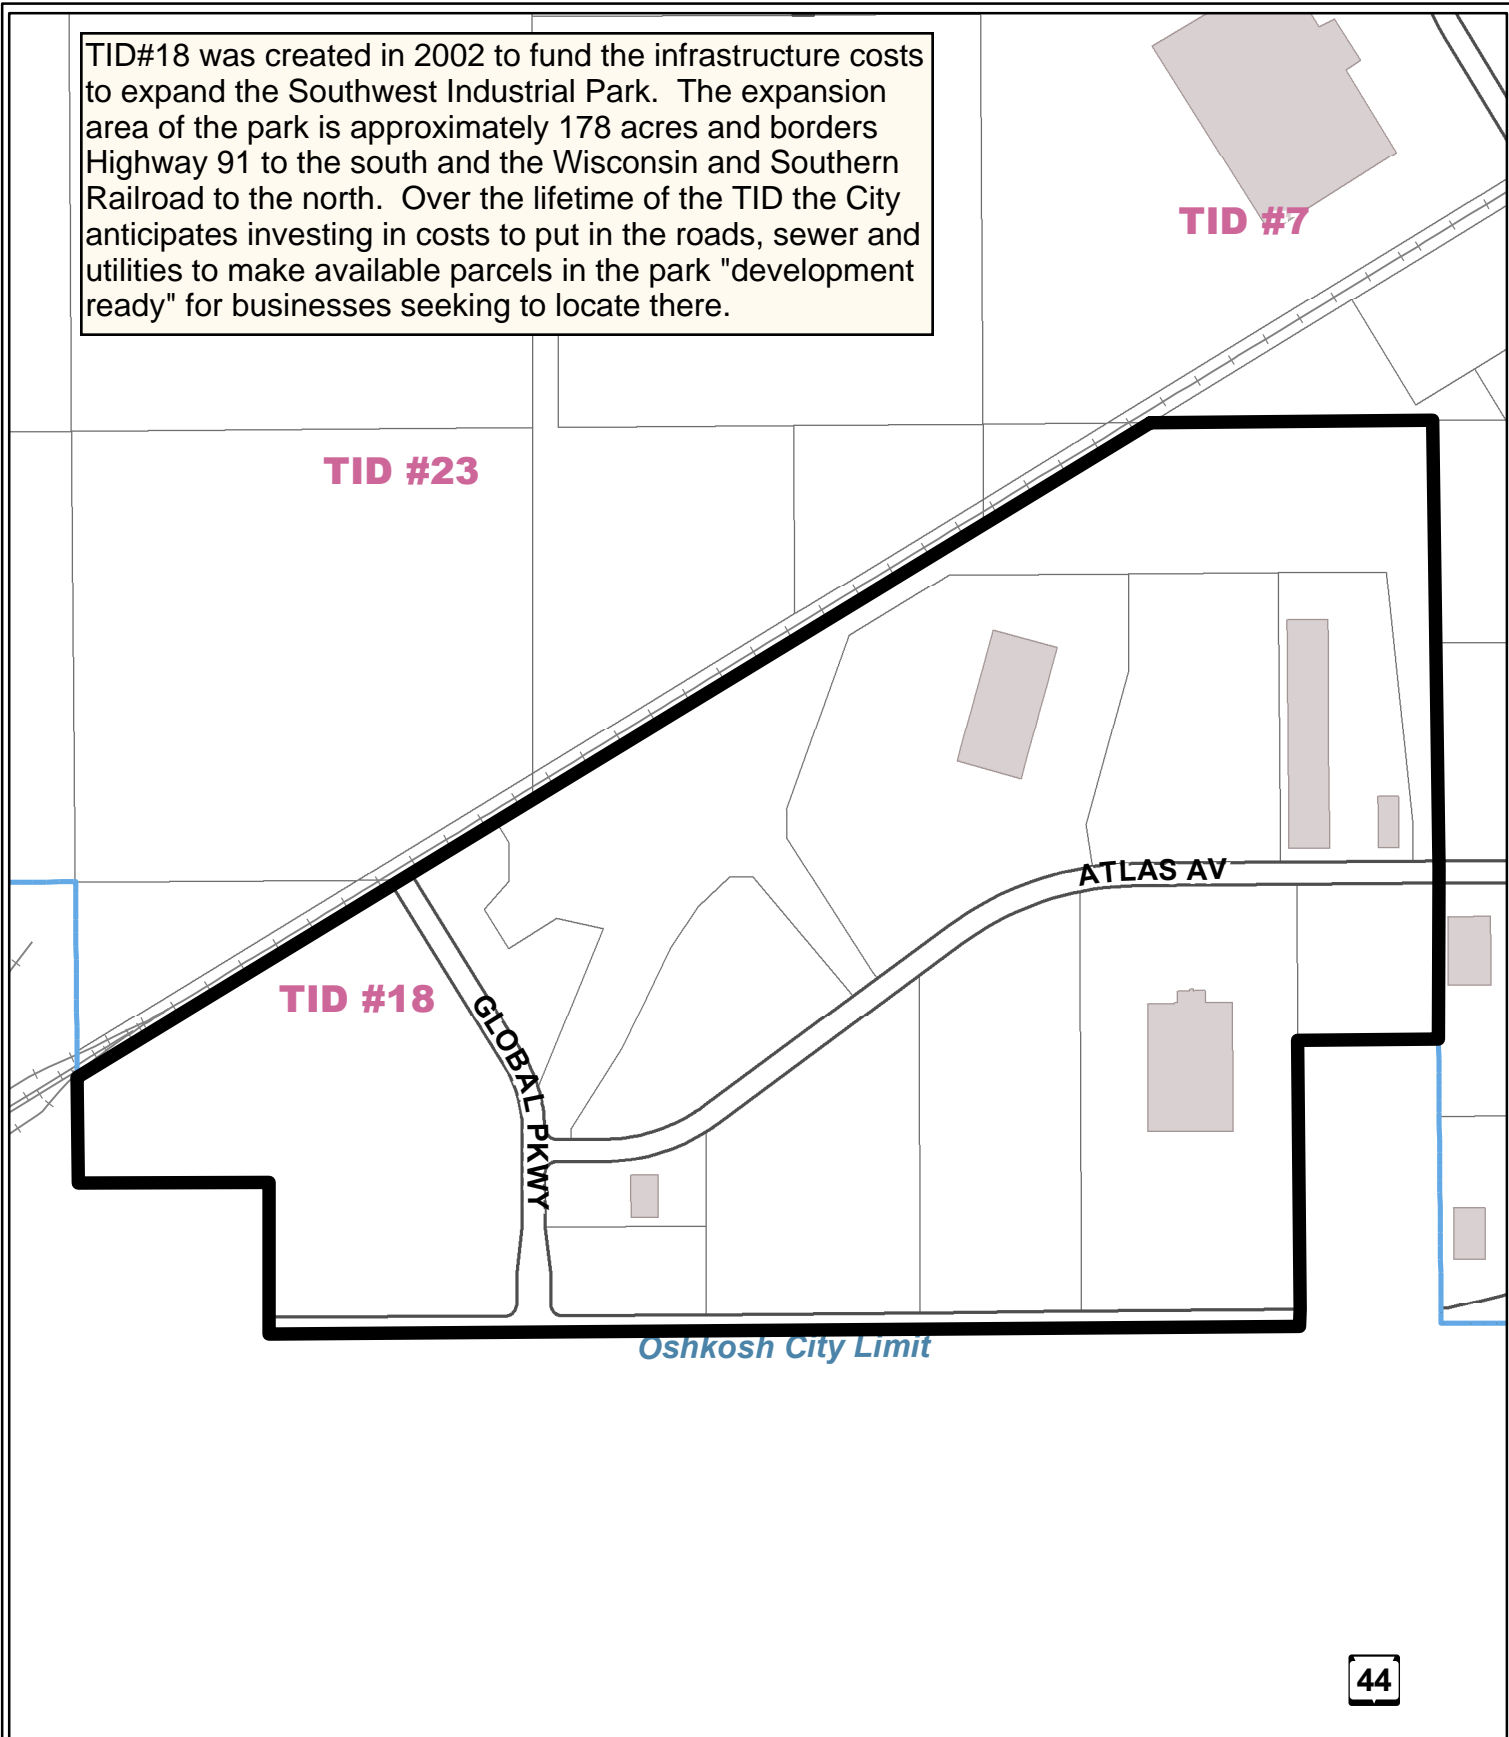 TID#18 was created in 2002 to fund the infrastructure costs
to expand the Southwest Industrial Park.  The expansion
area of the park is approximately 178 acres and borders
Highway 91 to the south and the Wisconsin and Southern
Railroad to the north.  Over the lifetime of the TID the City
anticipates investing in costs to put in the roads, sewer and
utilities to make available parcels in the park "development
ready" for businesses seeking to locate there.
TID #7
TID #23
ATLAS AV
TID #18
GLOBAL PKWY
Oshkosh City Limit
44